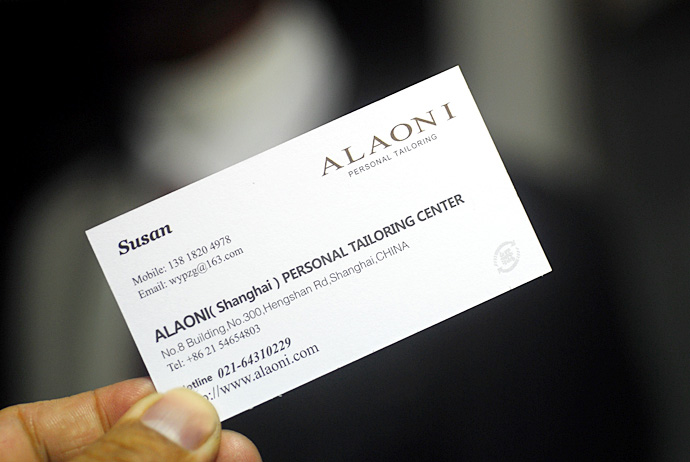 ALAONI
PERSONAL TAILORING
Susan
Mobile: 138 1820 4978
Email: wypzg@163.com
ALAONI( Shanghai ) PERSONAL TAILORING CENTER
No.8 Building,No.300,Hengshan Rd,Shanghai,CHINA
Tel: +86 21 54654803
otline 021-64310229
://www.alaoni.com